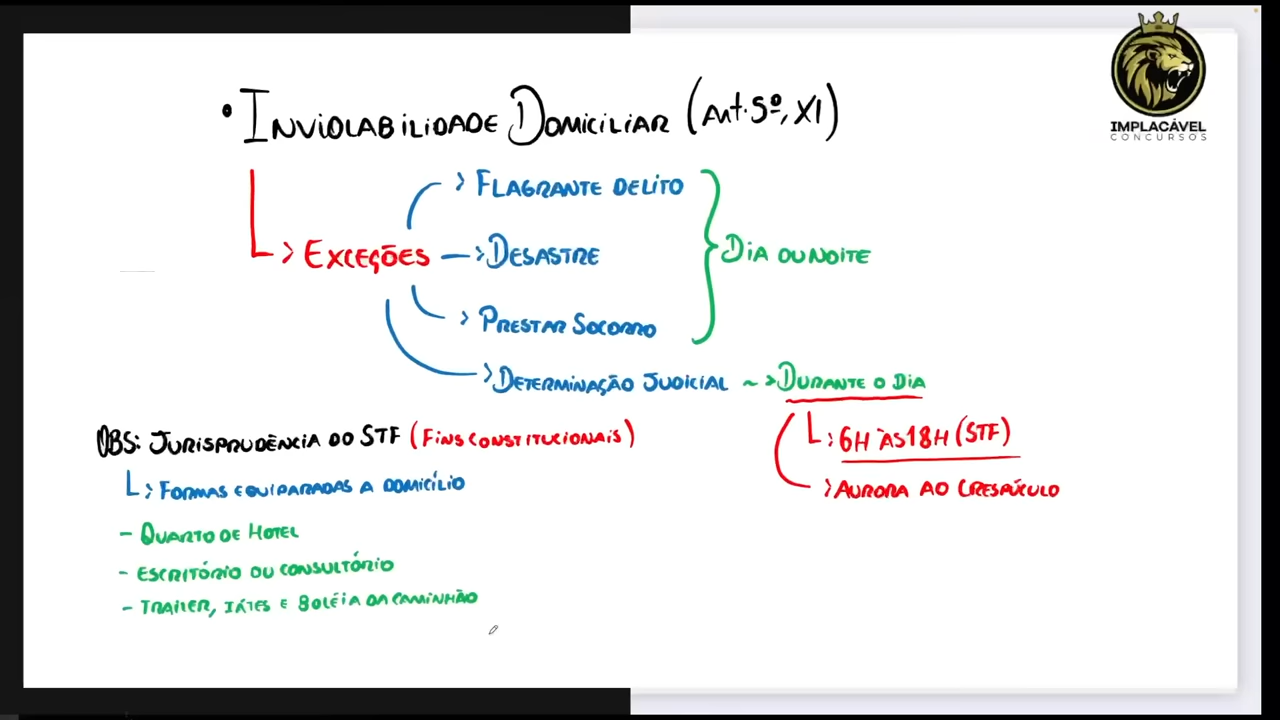 IMPLACÁVEL
CONCURSOS
• INVIOLABILIDADE DOMICILIAR (Art. 5º, XI)
> FLAGRANTE DELITO
> EXCEÇÕES
> DESASTRE
DIA OU NOITE
> PRESTAR SOCORRO
> DETERMINAÇÃO JUDICIAL ~> DURANTE O DIA
OBS: JURISPRUDÊNCIA DO STF (FINS CONSTITUCIONAIS)
> 6H ÀS 18H (STF)
> FORMAS EQUIPARADAS A DOMICÍLIO
> AURORA AO CRESPÚCULO
- QUARTO DE HOTEL
- ESCRITÓRIO OU CONSULTÓRIO
- TRAILER, IATES E BOLÉIA DA CAMINHÃO